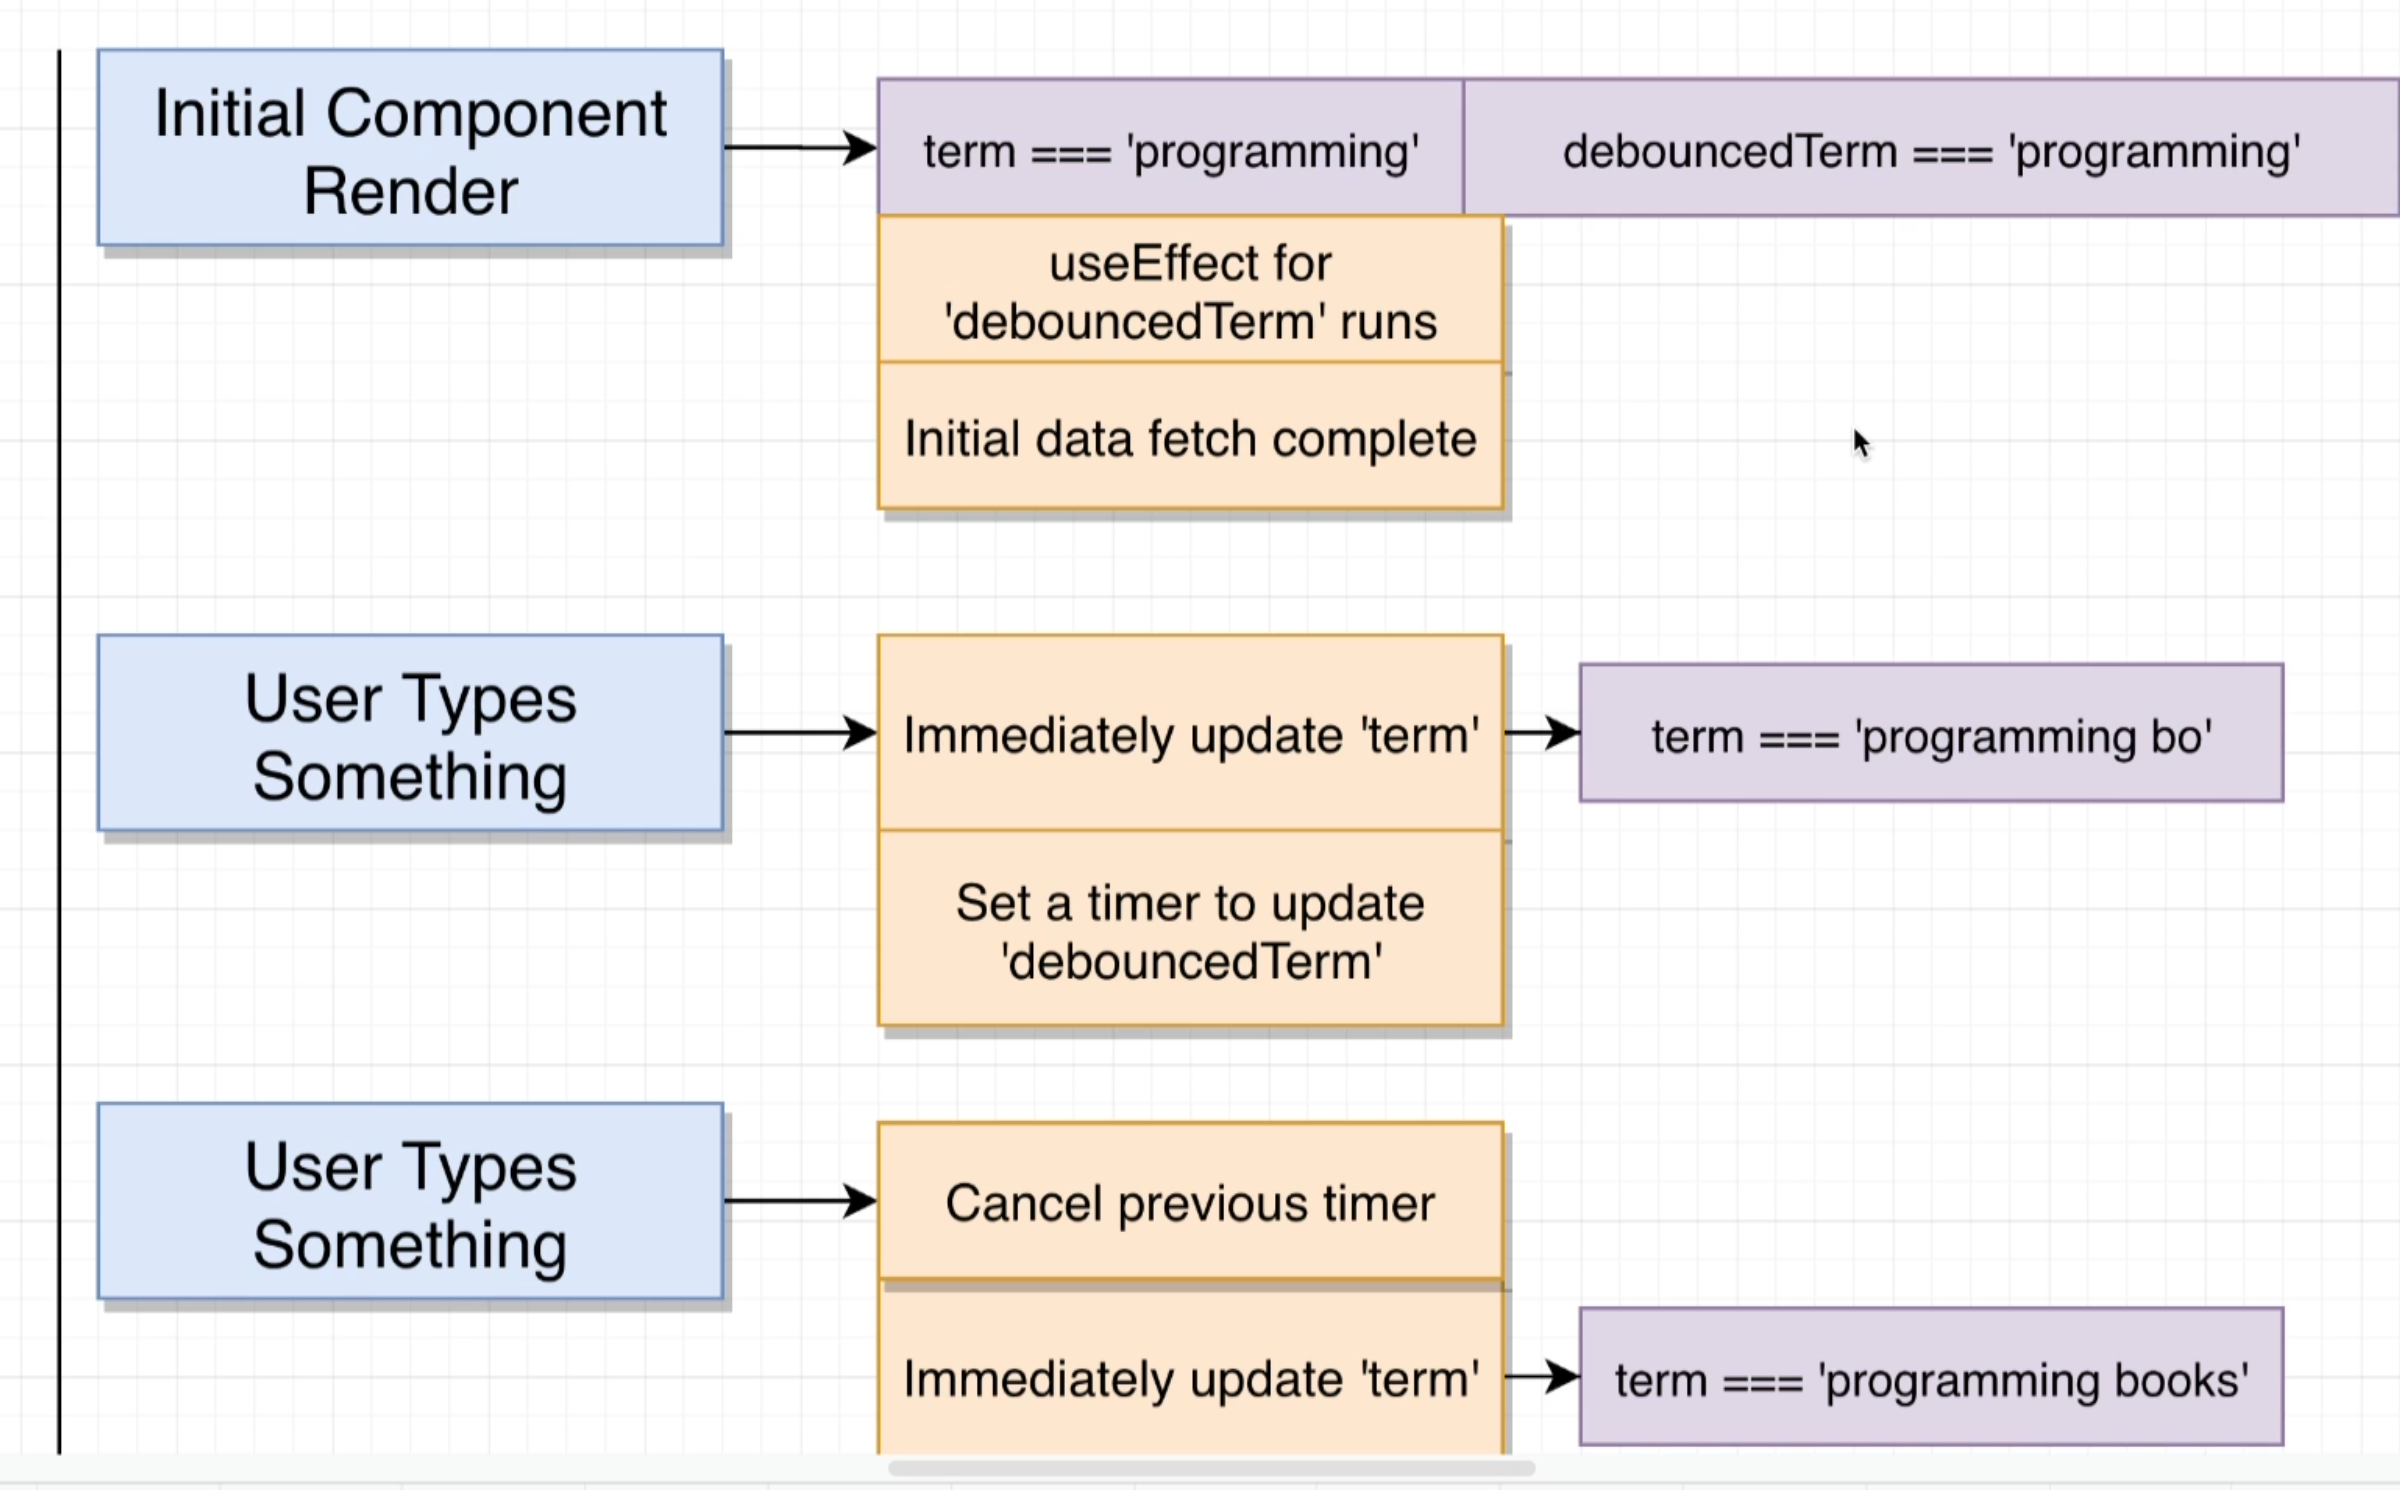 Initial Component
Render
term === 'programming'
debouncedTerm === 'programming'
useEffect for
'debouncedTerm' runs
Initial data fetch complete
User Types
Something
Immediately update 'term'
term === 'programming bo'
Set a timer to update
'debouncedTerm'
User Types
Something
Cancel previous timer
Immediately update 'term'
term === 'programming books'